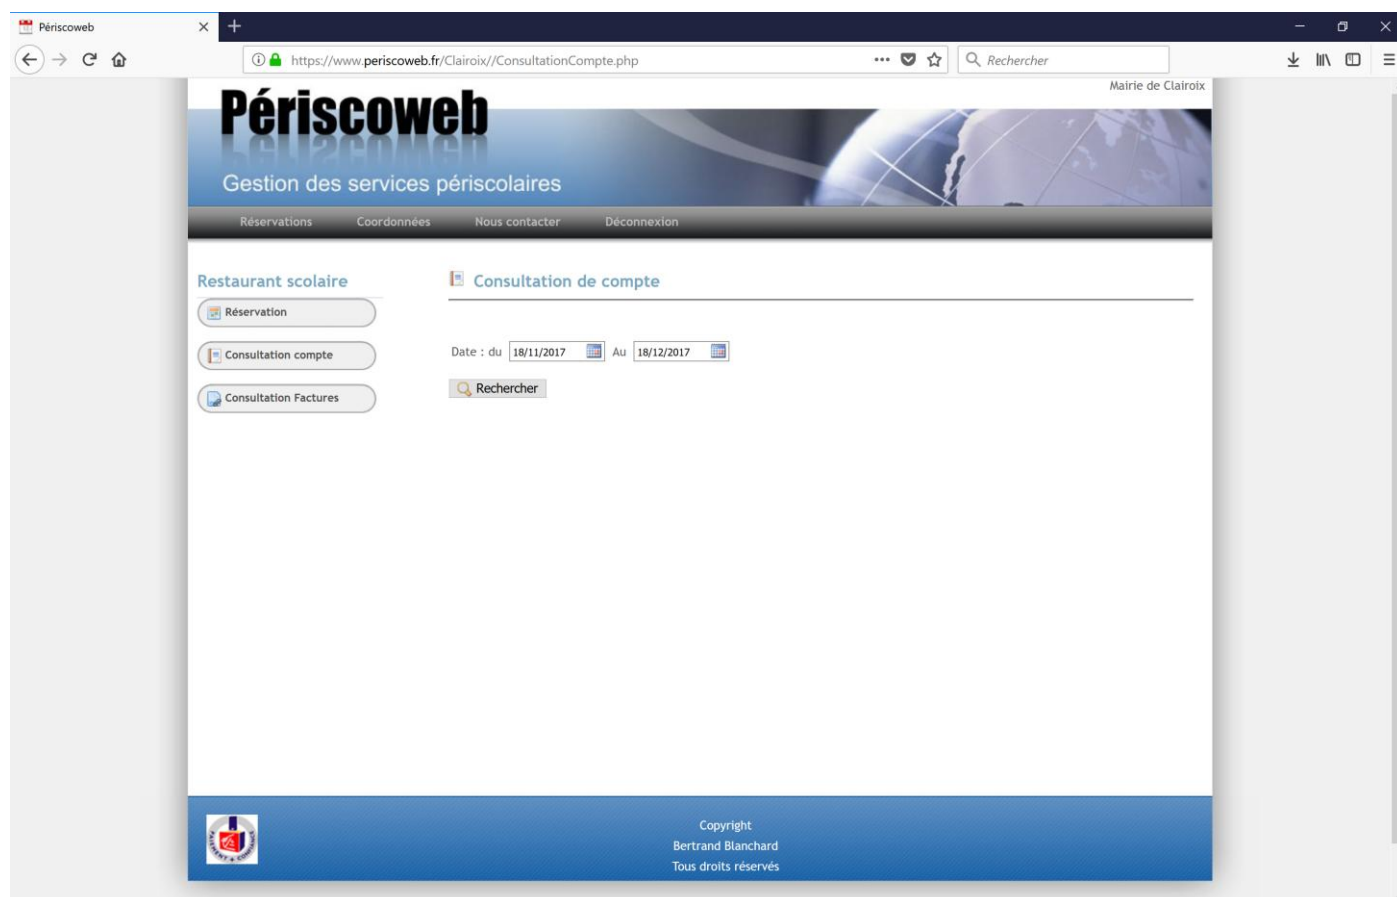 Périscoweb
https://www.periscoweb.fr/Clairoix//ConsultationCompte.php
Rechercher
Mairie de Clairoix
Périscoweb
Gestion des services périscolaires
Réservations Coordonnées Nous contacter Déconnexion
Restaurant scolaire
Réservation
Consultation compte
Consultation Factures
Consultation de compte
Date : du 18/11/2017 Au 18/12/2017
Rechercher
Copyright
Bertrand Blanchard
Tous droits réservés